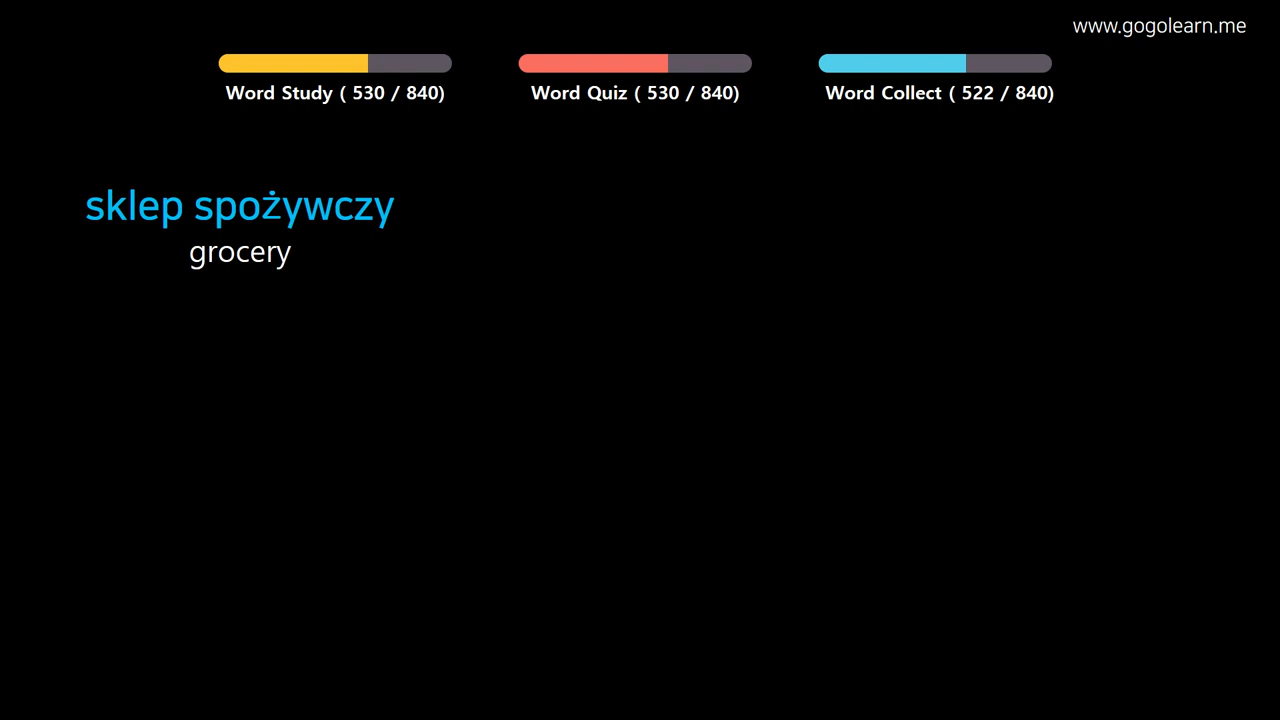 www.gogolearn.me
Word Study ( 530 / 840)
Word Quiz ( 530 / 840)
Word Collect ( 522 / 840)
sklep spożywczy
grocery